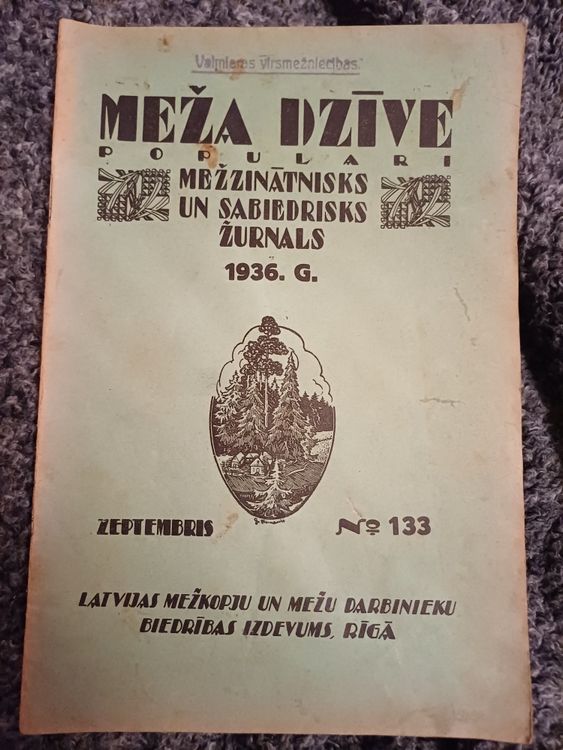 Valmieras virsmežniecības.
MEŽA DZĪVE
POPULARI
MEŽZINĀTNISKS
UN SABIEDRISKS
ŽURNALS
1936. G.
ZEPTEMBRIS № 133
LATVIJAS MEŽKOPJU UN MEŽU DARBINIEKU
BIEDRĪBAS IZDEVUMS, RĪGĀ